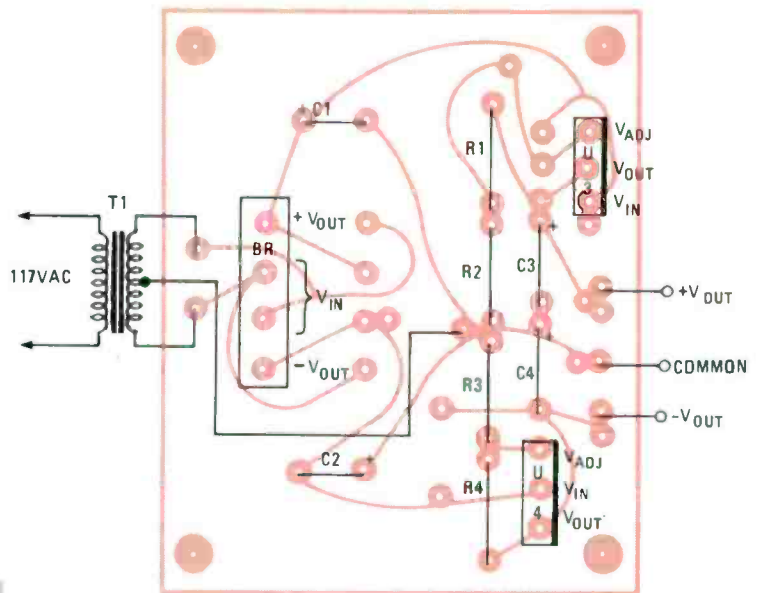 C1
R1
U
3
VADJ
VOUT
VIN
T1
117VAC
+ VOUT
BR
VIN
- VOUT
R2
C3
+
+VOUT
COMMON
R3
C4
+
-VOUT
C2
+
R4
U
4
VADJ
VIN
VOUT